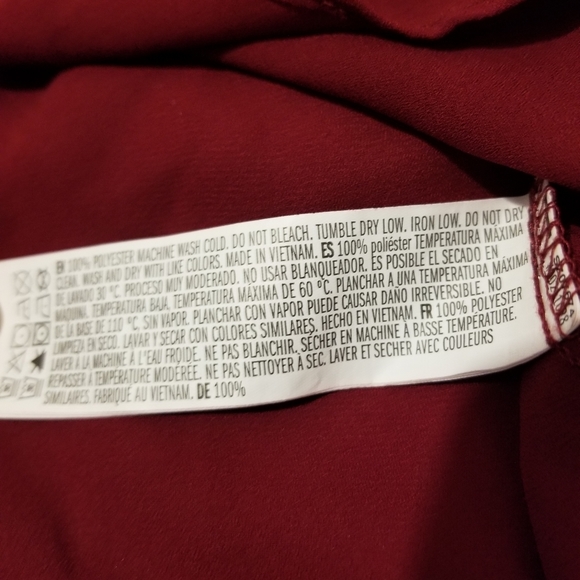 EN 100% POLYESTER MACHINE WASH COLD. DO NOT BLEACH. TUMBLE DRY LOW. IRON LOW. DO NOT DRY
CLEAN. WASH AND DRY WITH LIKE COLORS. MADE IN VIETNAM. ES 100% poliéster TEMPERATURA MÁXIMA
DE LAVADO 30 ºC. PROCESO MUY MODERADO. NO USAR BLANQUEADOR. ES POSIBLE EL SECADO EN
MAQUINA. TEMPERATURA BAJA. TEMPERATURA MÁXIMA DE 60 ºC. PLANCHAR A UNA TEMPERATURA MÁXIMA
DE LA BASE DE 110 ºC, SIN VAPOR. PLANCHAR CON VAPOR PUEDE CAUSAR DAÑO IRREVERSIBLE. NO
LIMPIEO EN SECO. LAVAR Y SECAR CON COLORES SIMILARES. HECHO EN VIETNAM. FR 100% POLYESTER
LAVER A LA MACHINE À L'EAU FROIDE. NE PAS BLANCHIR. SÉCHER EN MACHINE À BASSE TEMPÉRATURE.
REPASSER A TEMPÉRATURE MODÉRÉE. NE PAS NETTOYER À SEC. LAVER ET SECHER AVEC COULEURS
SIMILAIRES. FABRIQUÉ AU VIETNAM. DE 100%